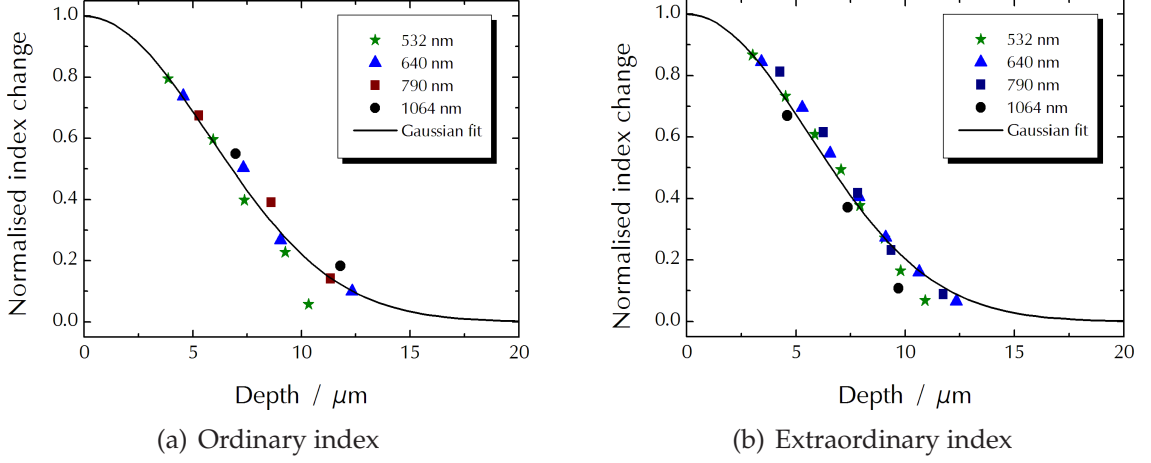 Normalised index change
1.0
0.8
0.6
0.4
0.2
0.0
0
5
10
15
20
532 nm
640 nm
790 nm
1064 nm
Gaussian fit
Depth / μm
(a) Ordinary index
Normalised index change
1.0
0.8
0.6
0.4
0.2
0.0
0
5
10
15
20
532 nm
640 nm
790 nm
1064 nm
Gaussian fit
Depth / μm
(b) Extraordinary index